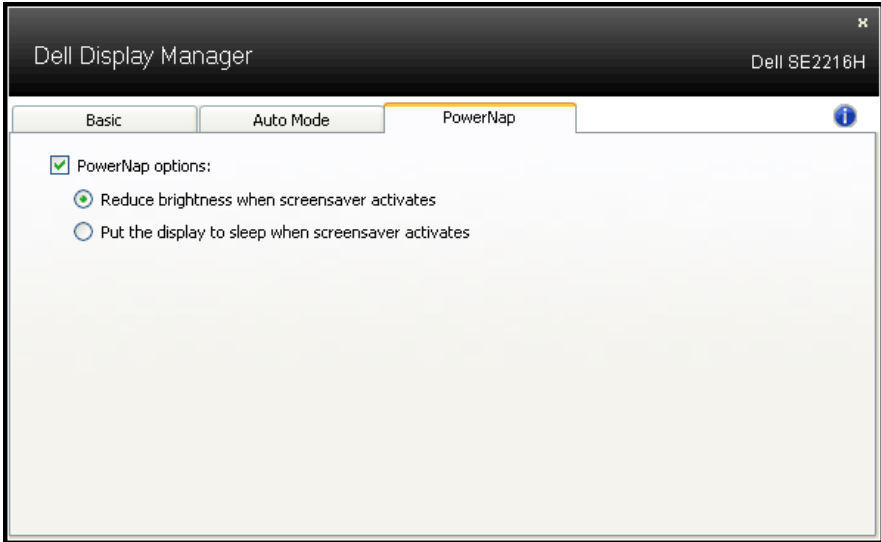 x
Dell Display Manager
Dell SE2216H
Basic
Auto Mode
PowerNap
i
PowerNap options:
Reduce brightness when screensaver activates
Put the display to sleep when screensaver activates